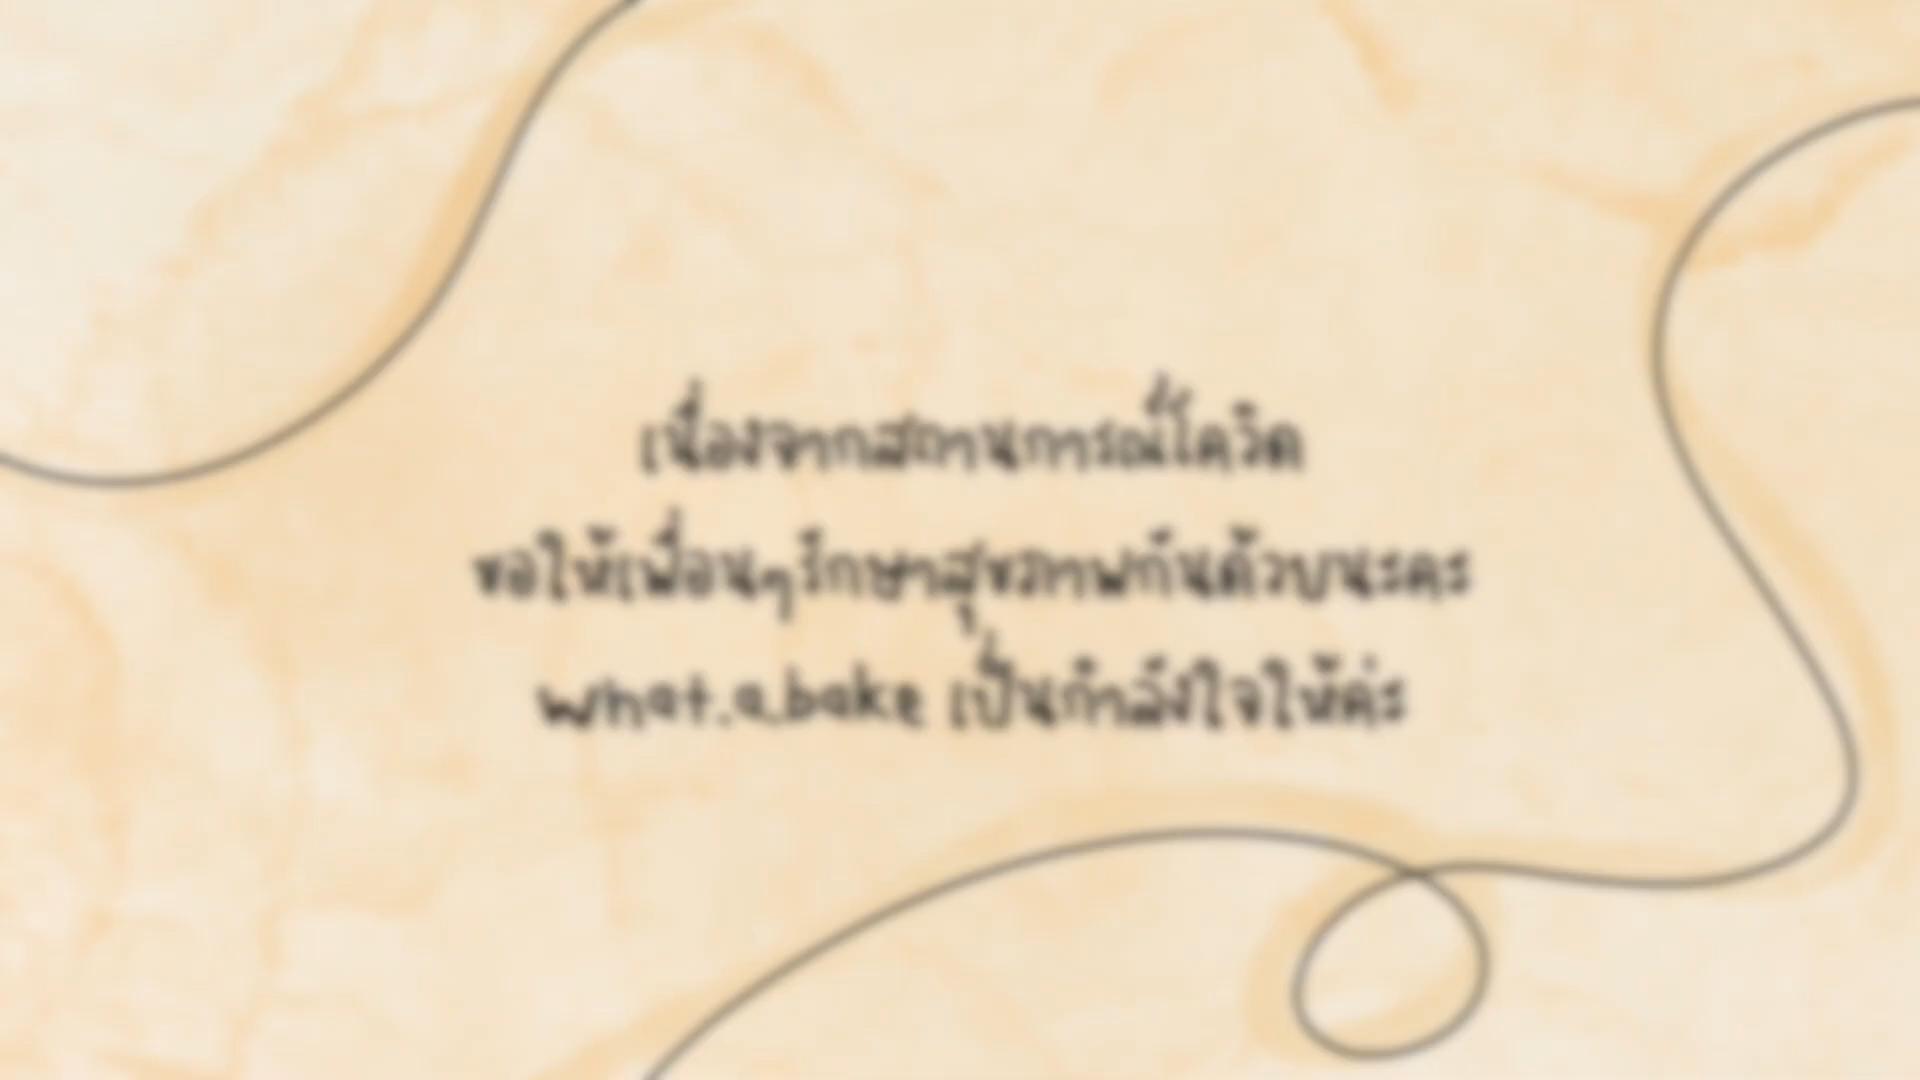 เนื่องจากสถานการณ์โควิด
ขอให้เพื่อนๆรักษาสุขภาพกันด้วยนะคะ
what.a.bake เป็นกำลังใจให้ค่ะ